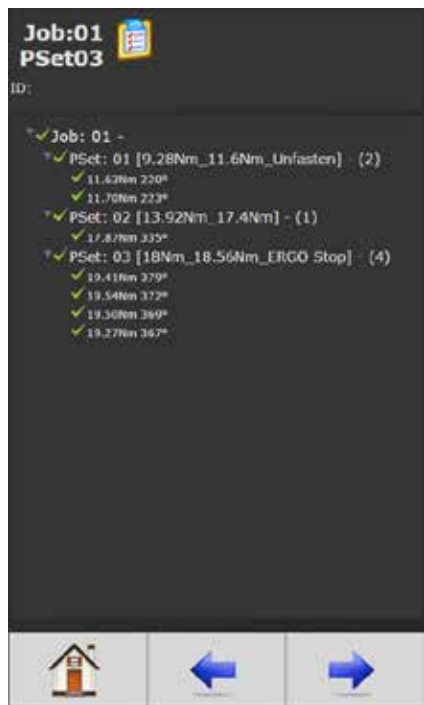 Job:01
PSet03
ID:
Job: 01 -
PSet: 01 [9.28Nm_11.6Nm_Unfasten] - (2)
11.63Nm 220°
11.70Nm 223°
PSet: 02 [13.92Nm_17.4Nm] - (1)
17.87Nm 335°
PSet: 03 [18Nm_18.56Nm_ERGO Stop] - (4)
19.41Nm 379°
19.54Nm 372°
19.50Nm 369°
19.27Nm 367°